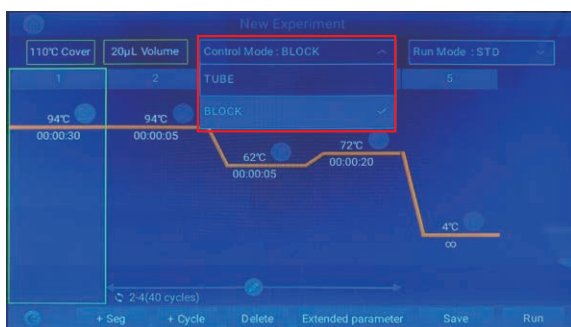 New Experiment
110℃ Cover
20μL Volume
Control Mode : BLOCK
Run Mode : STD
TUBE
BLOCK
1
2
5
94℃
00:00:30
94℃
00:00:05
62℃
00:00:05
72℃
00:00:20
4℃
∞
2-4(40 cycles)
+ Seg
+ Cycle
Delete
Extended parameter
Save
Run